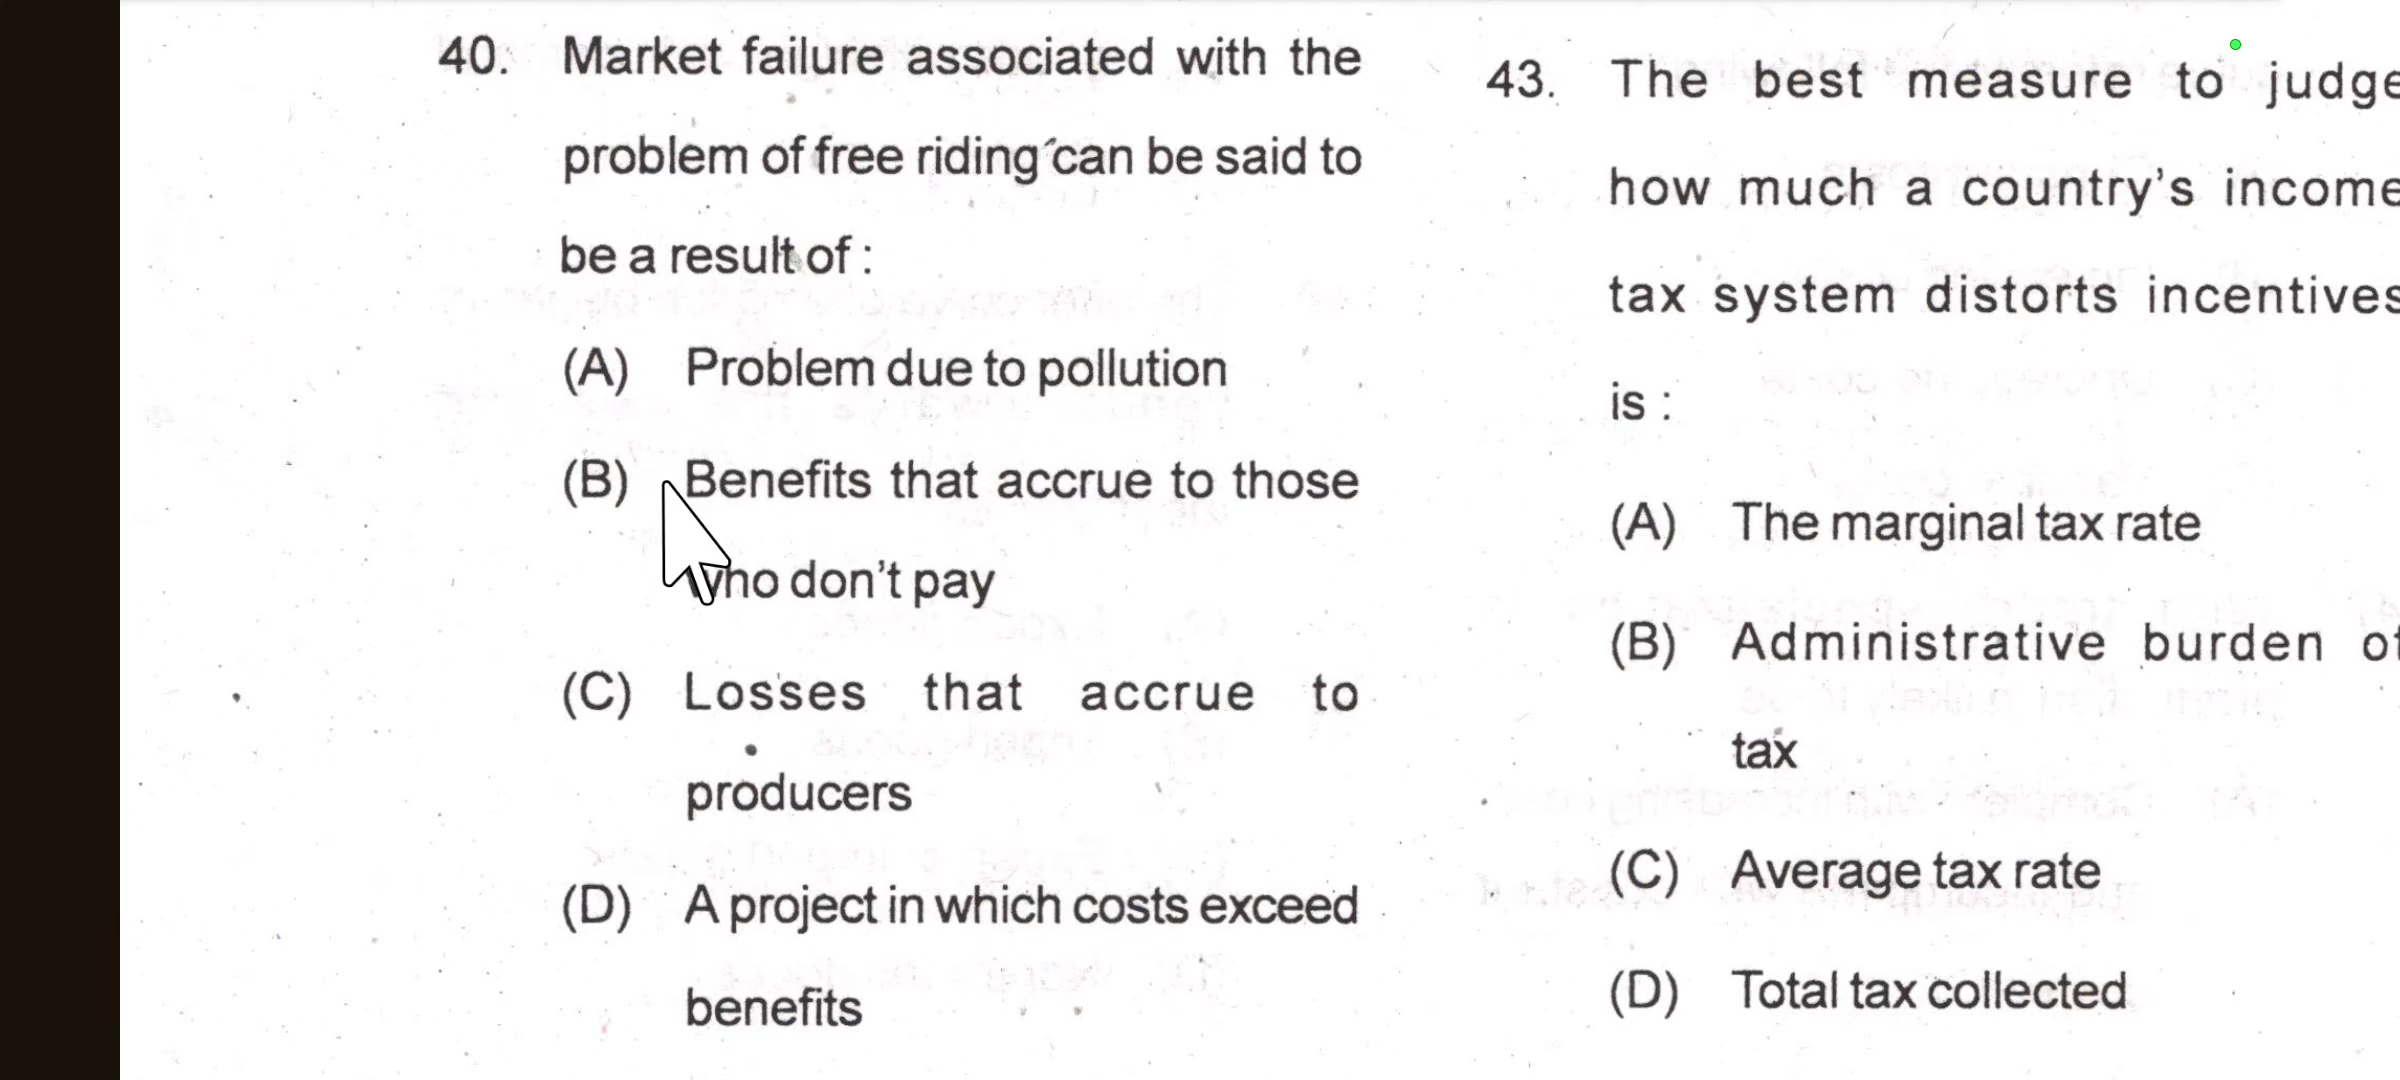 40. Market failure associated with the
problem of free riding can be said to
be a result of :
(A) Problem due to pollution
(B) Benefits that accrue to those
who don't pay
(C) Losses that accrue to
producers
(D) A project in which costs exceed
benefits
43. The best measure to judge
how much a country's income
tax system distorts incentives
is :
(A) The marginal tax rate
(B) Administrative burden of
tax
(C) Average tax rate
(D) Total tax collected